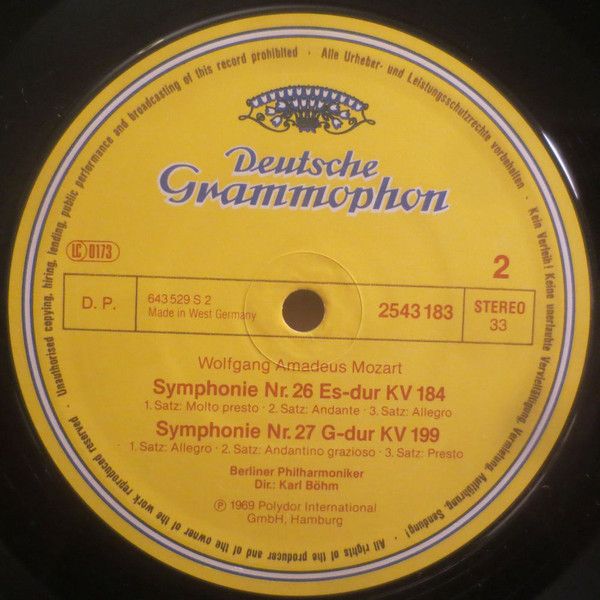 Alle Urheber- und Leistungsschutzrechte vorbehalten · Kein Verleih! Keine unerlaubte Vervielfältigung, Vermietung, Aufführung, Sendung! ·
All rights of the producer and of the owner of the work reproduced reserved · Unauthorised copying, hiring, lending, public performance and broadcasting of this record prohibited ·
Deutsche
Grammophon
LC 0173
2
D. P.
643 529 S 2
Made in West Germany
2543 183
STEREO
33
Wolfgang Amadeus Mozart
Symphonie Nr. 26 Es-dur KV 184
1. Satz: Molto presto · 2. Satz: Andante · 3. Satz: Allegro
Symphonie Nr. 27 G-dur KV 199
1. Satz: Allegro · 2. Satz: Andantino grazioso · 3. Satz: Presto
Berliner Philharmoniker
Dir.: Karl Böhm
℗ 1969 Polydor International
GmbH, Hamburg